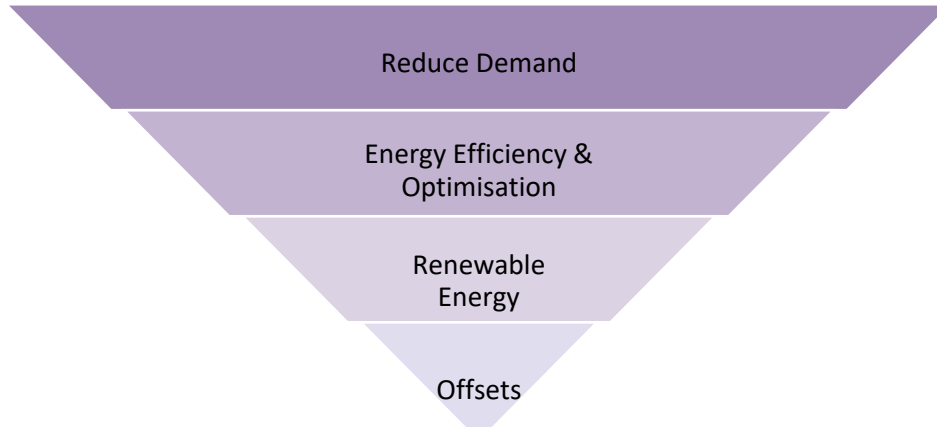 Reduce Demand
Energy Efficiency &
Optimisation
Renewable
Energy
Offsets